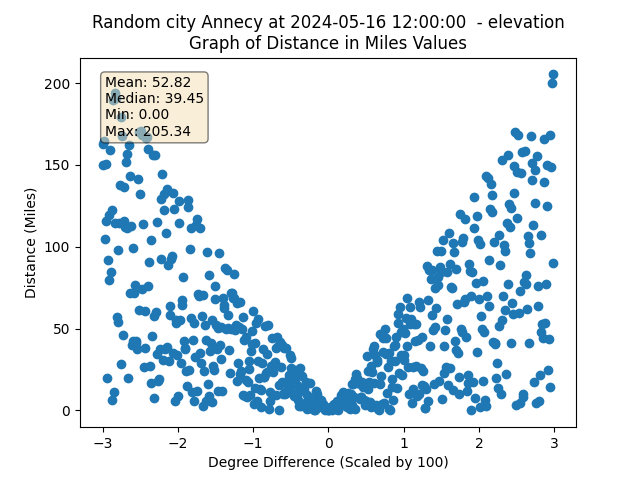 Random city Annecy at 2024-05-16 12:00:00  - elevation
Graph of Distance in Miles Values
Mean: 52.82
Median: 39.45
Min: 0.00
Max: 205.34
200
150
100
50
0
Distance (Miles)
−3 −2 −1 0 1 2 3
Degree Difference (Scaled by 100)